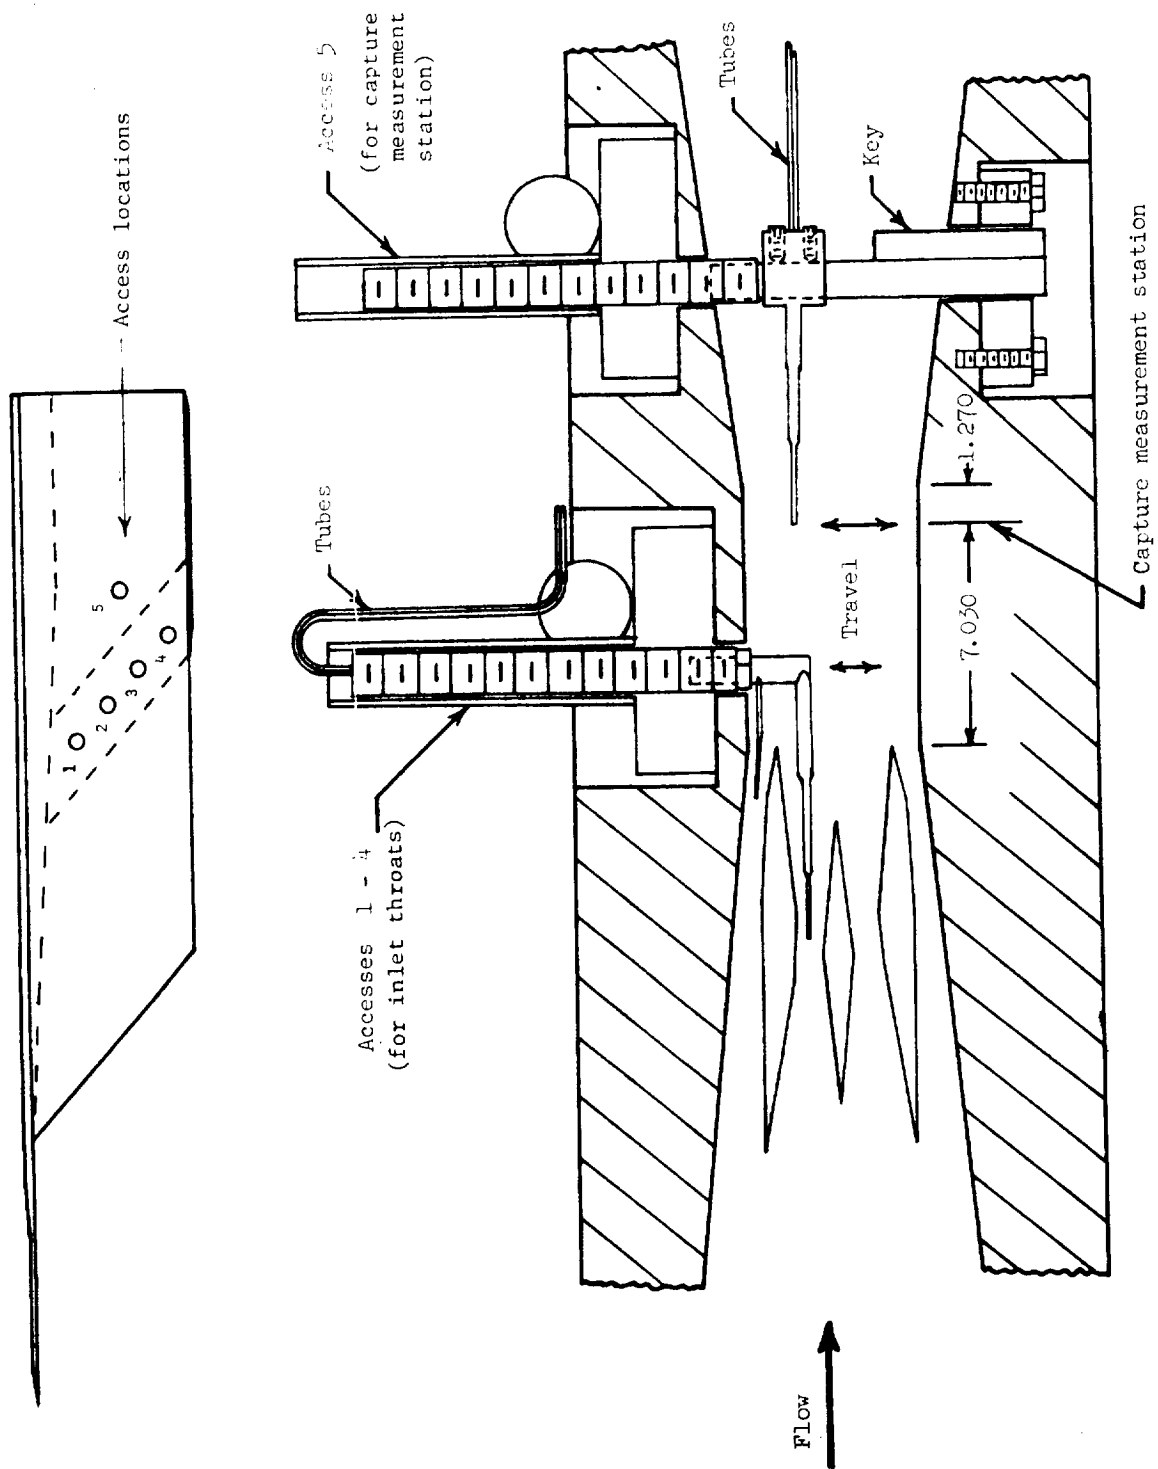 Access locations
1
2
3
4
5
Access 5
(for capture
measurement
station)
Tubes
Accesses 1 - 4
(for inlet throats)
Tubes
Key
Travel
7.030
1.270
Capture measurement station
Flow